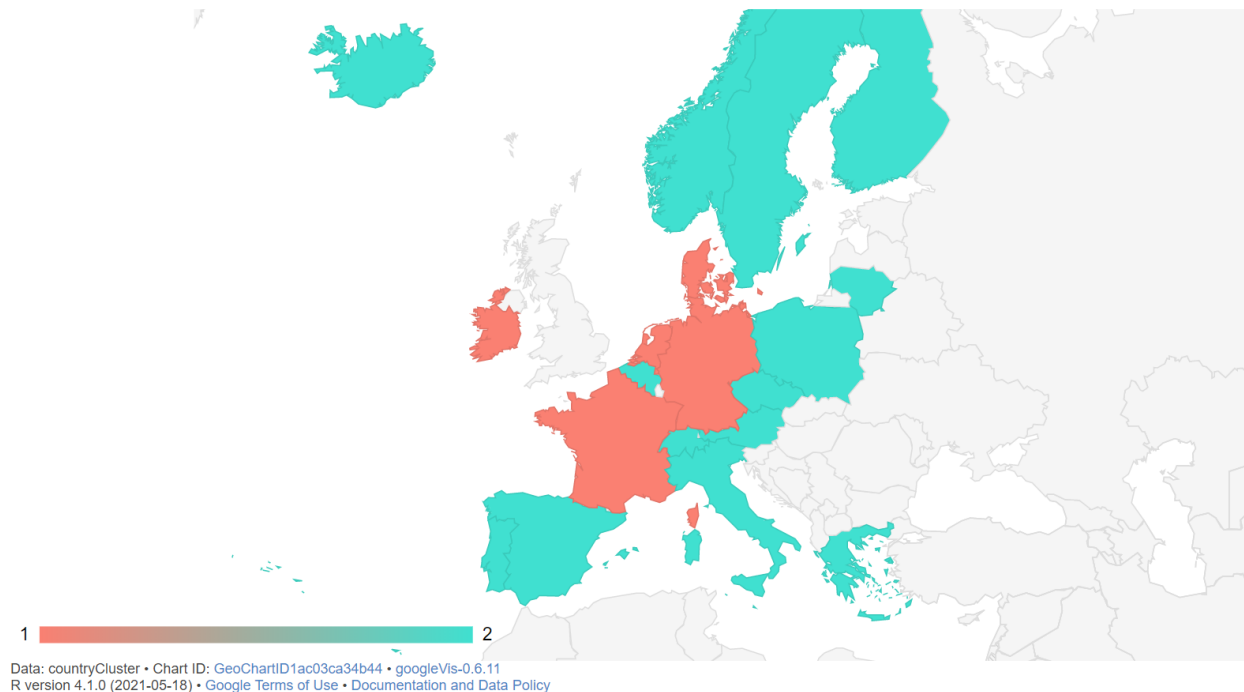 1 2
Data: countryCluster • Chart ID: GeoChartID1ac03ca34b44 • googleVis-0.6.11
R version 4.1.0 (2021-05-18) • Google Terms of Use • Documentation and Data Policy